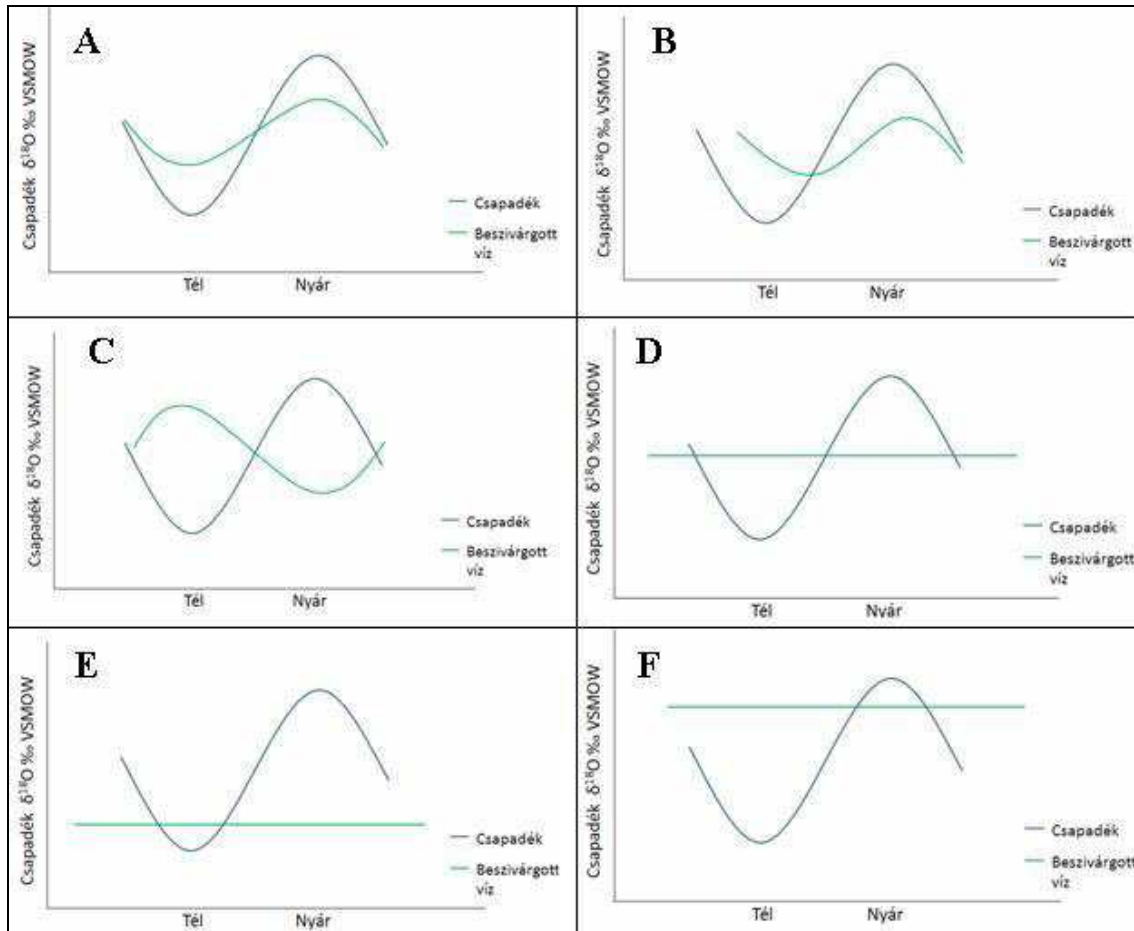 A
Csapadék δ¹⁸O ‰ VSMOW
Csapadék
Beszivárgott
víz
Tél
Nyár
B
Csapadék δ¹⁸O ‰ VSMOW
Csapadék
Beszivárgott
víz
Tél
Nyár
C
Csapadék δ¹⁸O ‰ VSMOW
Csapadék
Beszivárgott
víz
Tél
Nyár
D
Csapadék δ¹⁸O ‰ VSMOW
Csapadék
Beszivárgott
víz
Tél
Nyár
E
Csapadék δ¹⁸O ‰ VSMOW
Csapadék
Beszivárgott
víz
Tél
Nyár
F
Csapadék δ¹⁸O ‰ VSMOW
Csapadék
Beszivárgott
víz
Tél
Nyár